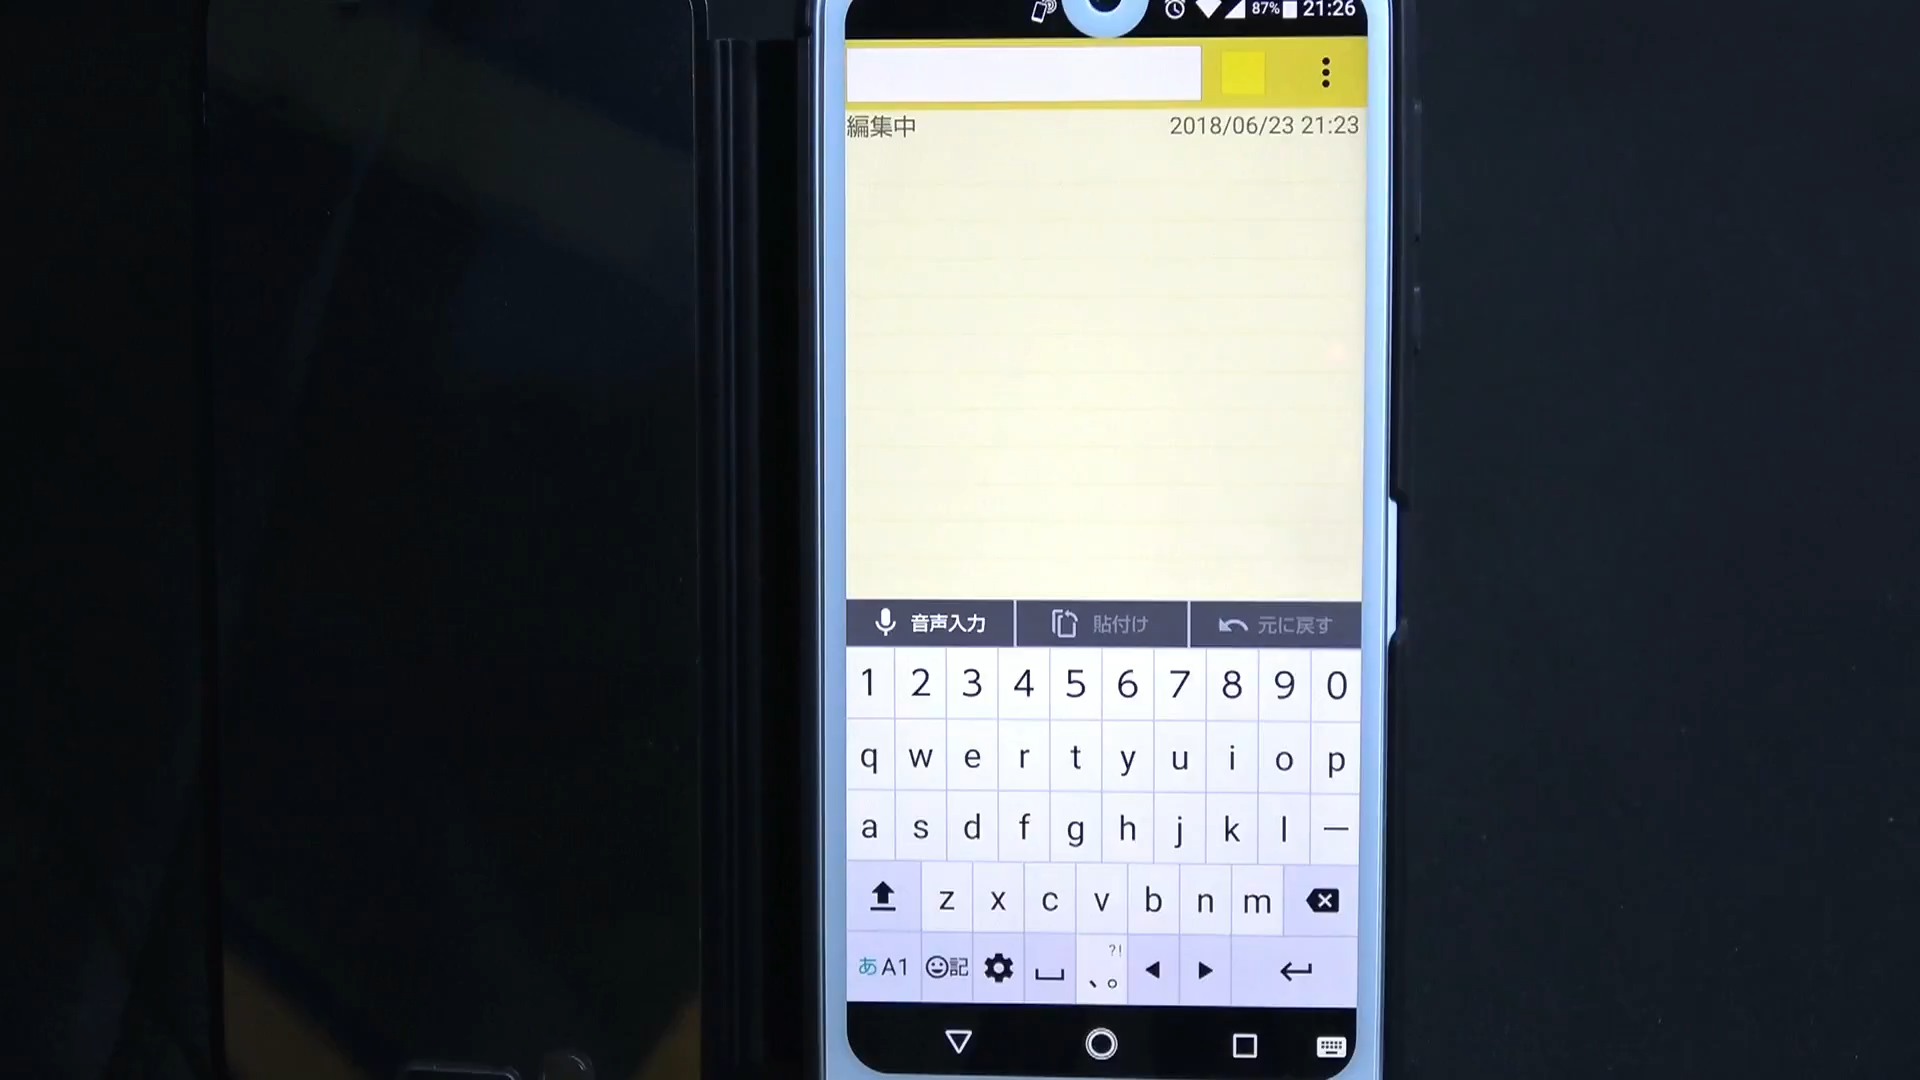 87% 21:26
編集中 2018/06/23 21:23
音声入力 貼付け 元に戻す
1 2 3 4 5 6 7 8 9 0
q w e r t y u i o p
a s d f g h j k l ー
z x c v b n m
あA1 記 、。?!